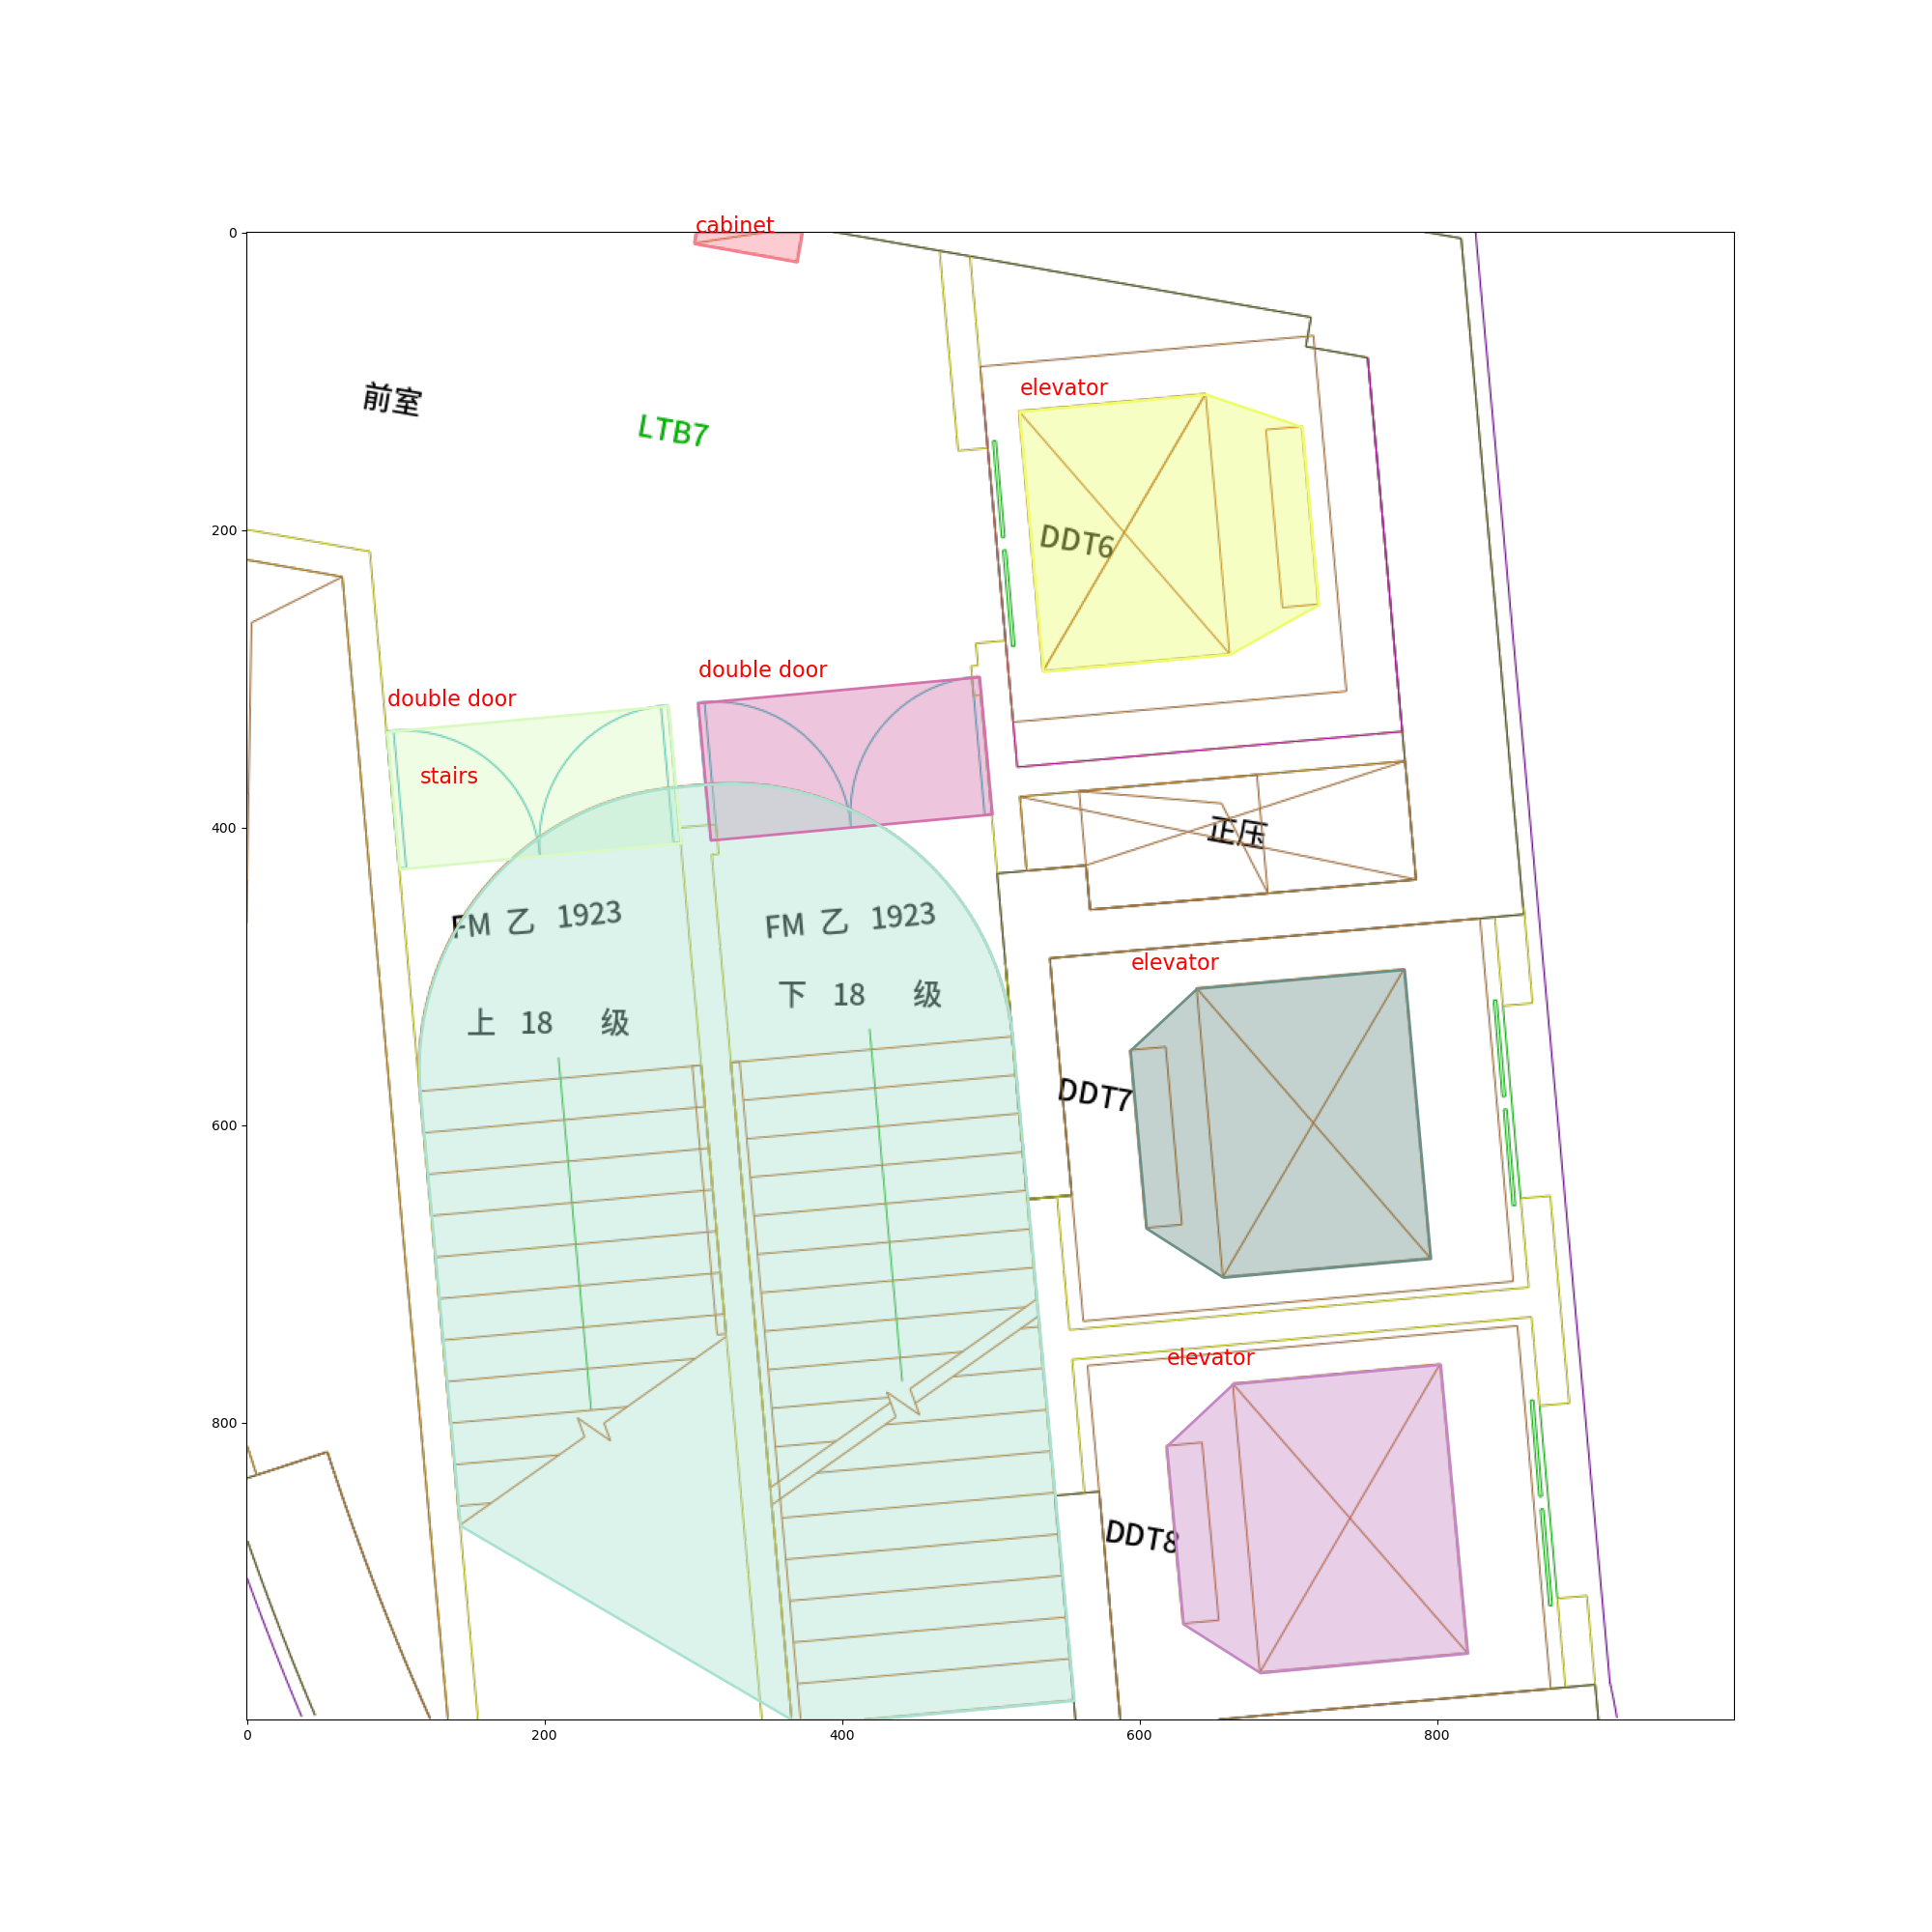 cabinet
0
elevator
前室
LTB7
200
DDT6
double door
double door
stairs
400
正压
FM 乙 1923
FM 乙 1923
elevator
下 18 级
上 18 级
DDT7
600
elevator
800
DDT8
0
200
400
600
800